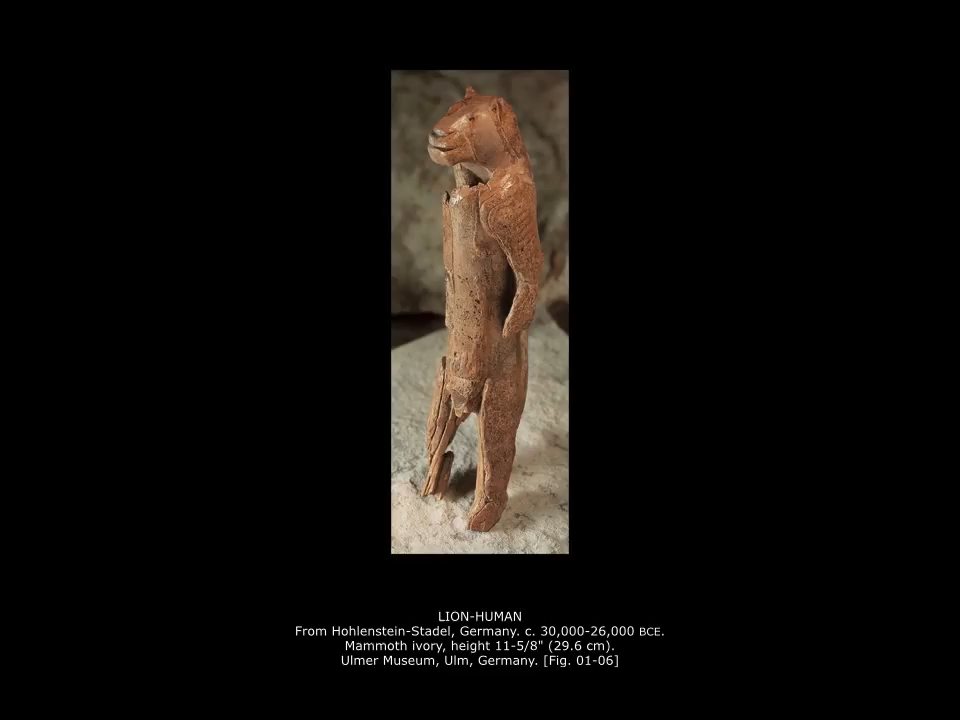 LION-HUMAN
From Hohlenstein-Stadel, Germany. c. 30,000-26,000 BCE.
Mammoth ivory, height 11-5/8" (29.6 cm).
Ulmer Museum, Ulm, Germany. [Fig. 01-06]